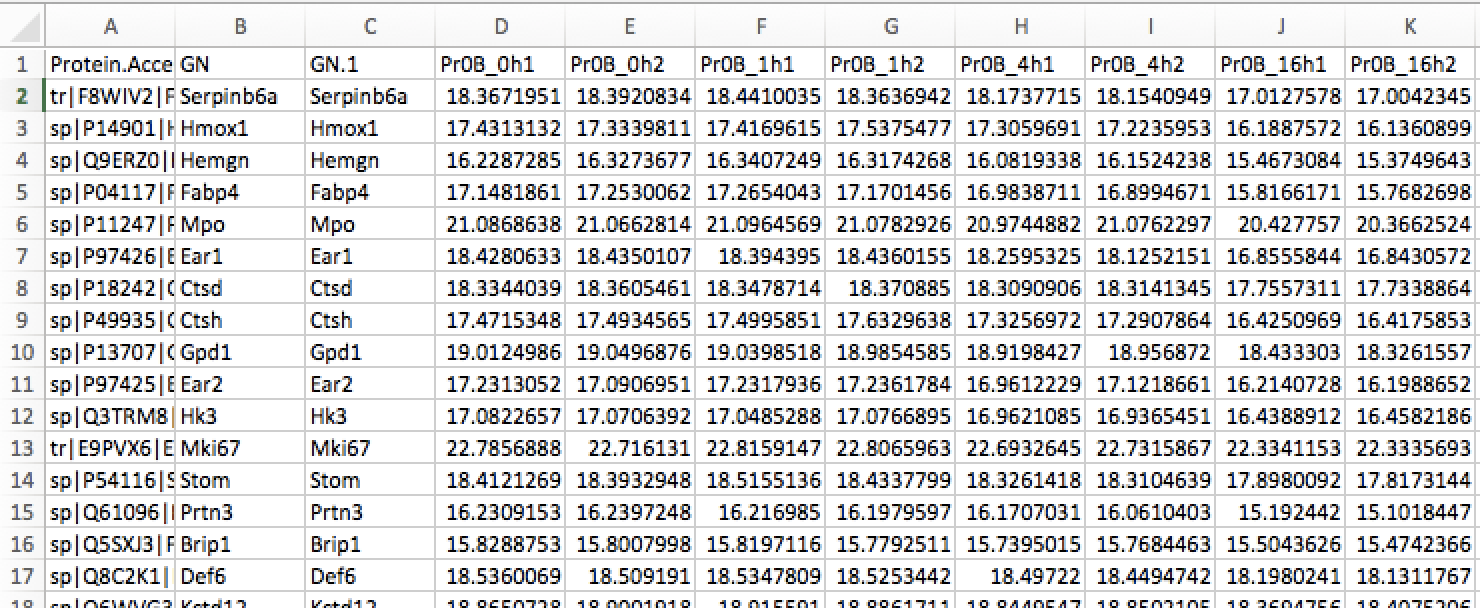 A B C D E F G H I J K
1 Protein.Acce GN GN.1 Pr0B_0h1 Pr0B_0h2 Pr0B_1h1 Pr0B_1h2 Pr0B_4h1 Pr0B_4h2 Pr0B_16h1 Pr0B_16h2
2 tr|F8WIV2|F Serpinb6a Serpinb6a 18.3671951 18.3920834 18.4410035 18.3636942 18.1737715 18.1540949 17.0127578 17.0042345
3 sp|P14901|H Hmox1 Hmox1 17.4313132 17.3339811 17.4169615 17.5375477 17.3059691 17.2235953 16.1887572 16.1360899
4 sp|Q9ERZ0| Hemgn Hemgn 16.2287285 16.3273677 16.3407249 16.3174268 16.0819338 16.1524238 15.4673084 15.3749643
5 sp|P04117|F Fabp4 Fabp4 17.1481861 17.2530062 17.2654043 17.1701456 16.9838711 16.8994671 15.8166171 15.7682698
6 sp|P11247|P Mpo Mpo 21.0868638 21.0662814 21.0964569 21.0782926 20.9744882 21.0762297 20.427757 20.3662524
7 sp|P97426|E Ear1 Ear1 18.4280633 18.4350107 18.394395 18.4360155 18.2595325 18.1252151 16.8555844 16.8430572
8 sp|P18242|C Ctsd Ctsd 18.3344039 18.3605461 18.3478714 18.370885 18.3090906 18.3141345 17.7557311 17.7338864
9 sp|P49935|C Ctsh Ctsh 17.4715348 17.4934565 17.4995851 17.6329638 17.3256972 17.2907864 16.4250969 16.4175853
10 sp|P13707|C Gpd1 Gpd1 19.0124986 19.0496876 19.0398518 18.9854585 18.9198427 18.956872 18.433303 18.3261557
11 sp|P97425|E Ear2 Ear2 17.2313052 17.0906951 17.2317936 17.2361784 16.9612229 17.1218661 16.2140728 16.1988652
12 sp|Q3TRM8| Hk3 Hk3 17.0822657 17.0706392 17.0485288 17.0766895 16.9621085 16.9365451 16.4388912 16.4582186
13 tr|E9PVX6|E Mki67 Mki67 22.7856888 22.716131 22.8159147 22.8065963 22.6932645 22.7315867 22.3341153 22.3335693
14 sp|P54116|S Stom Stom 18.4121269 18.3932948 18.5155136 18.4337799 18.3261418 18.3104639 17.8980092 17.8173144
15 sp|Q61096| Prtn3 Prtn3 16.2309153 16.2397248 16.216985 16.1979597 16.1707031 16.0610403 15.192442 15.1018447
16 sp|Q5SXJ3|F Brip1 Brip1 15.8288753 15.8007998 15.8197116 15.7792511 15.7395015 15.7684463 15.5043626 15.4742366
17 sp|Q8C2K1| Def6 Def6 18.5360069 18.509191 18.5347809 18.5253442 18.49722 18.4494742 18.1980241 18.1311767